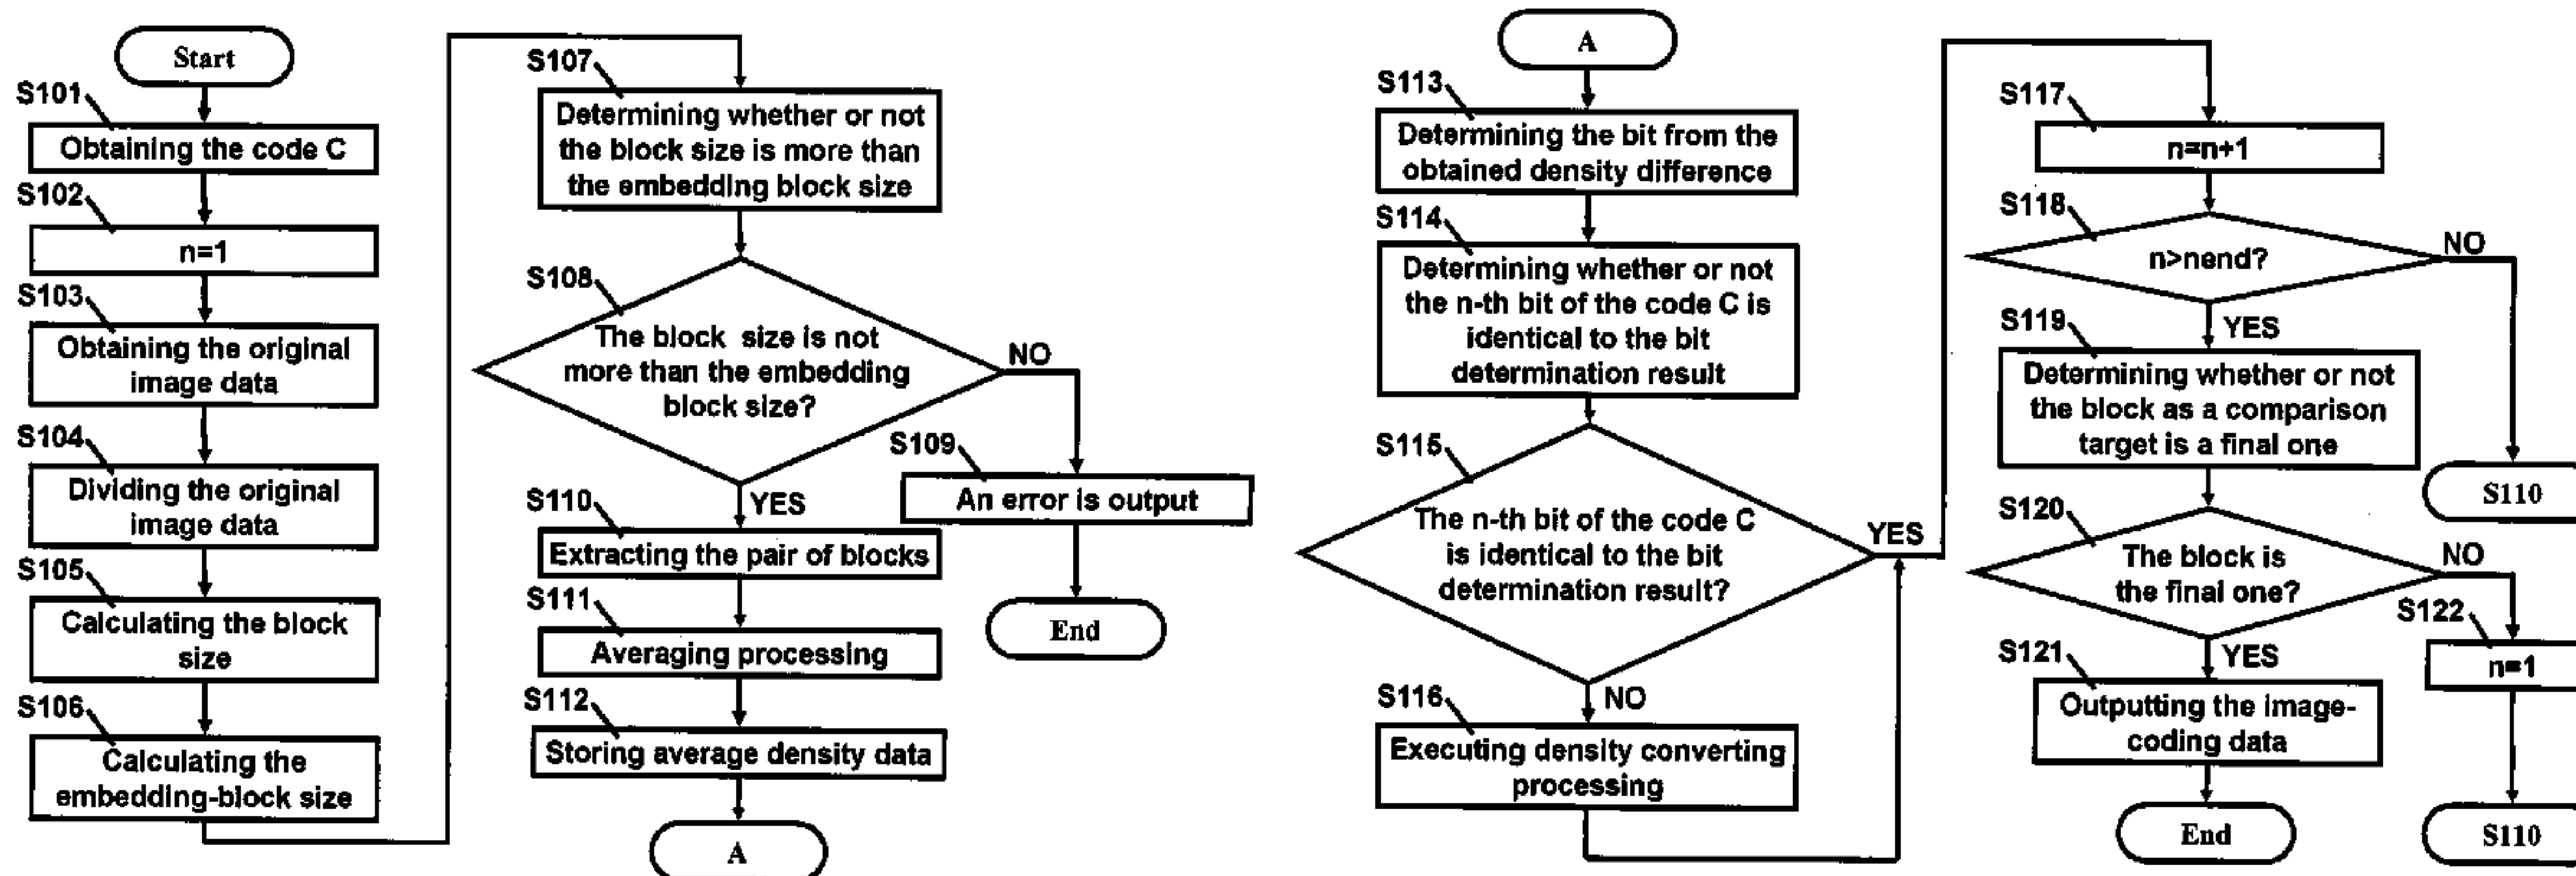 Start
S101
Obtaining the code C
S102
n=1
S103
Obtaining the original
image data
S104
Dividing the original
image data
S105
Calculating the block
size
S106
Calculating the
embedding-block size
S107
Determining whether or not
the block size is more than
the embedding block size
S108
The block size is not
more than the embedding
block size?
NO
YES
S109
An error is output
End
S110
Extracting the pair of blocks
S111
Averaging processing
S112
Storing average density data
A
A
S113
Determining the bit from the
obtained density difference
S114
Determining whether or not
the n-th bit of the code C is
identical to the bit
determination result
S115
The n-th bit of the code C
is identical to the bit
determination result?
YES
NO
S116
Executing density converting
processing
S117
n=n+1
S118
n>nend?
NO
YES
S110
S119
Determining whether or not
the block as a comparison
target is a final one
S120
The block is
the final one?
NO
YES
S122
n=1
S110
S121
Outputting the image-
coding data
End